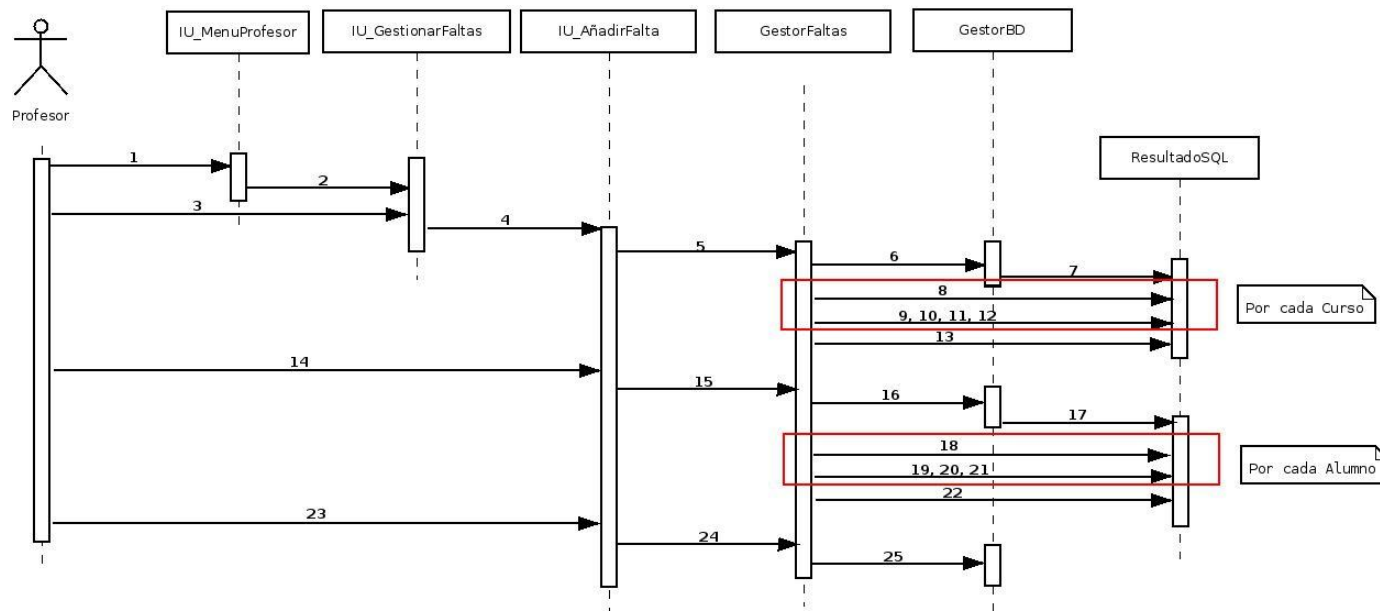 IU_MenuProfesor
IU_GestionarFaltas
IU_AñadirFalta
GestorFaltas
GestorBD
Profesor
ResultadoSQL
1
2
3
4
5
6
7
8
Por cada Curso
9, 10, 11, 12
13
14
15
16
17
18
Por cada Alumno
19, 20, 21
22
23
24
25